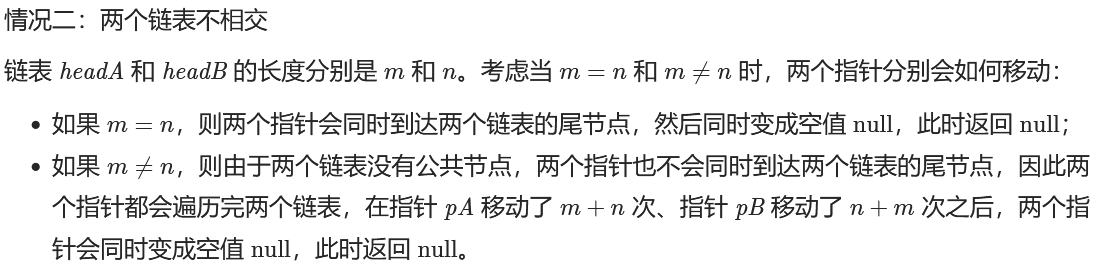 情况二：两个链表不相交
链表 headA 和 headB 的长度分别是 m 和 n。考虑当 m = n 和 m ≠ n 时，两个指针分别会如何移动：
• 如果 m = n，则两个指针会同时到达两个链表的尾节点，然后同时变成空值 null，此时返回 null；
• 如果 m ≠ n，则由于两个链表没有公共节点，两个指针也不会同时到达两个链表的尾节点，因此两
个指针都会遍历完两个链表，在指针 pA 移动了 m + n 次、指针 pB 移动了 n + m 次之后，两个指
针会同时变成空值 null，此时返回 null。